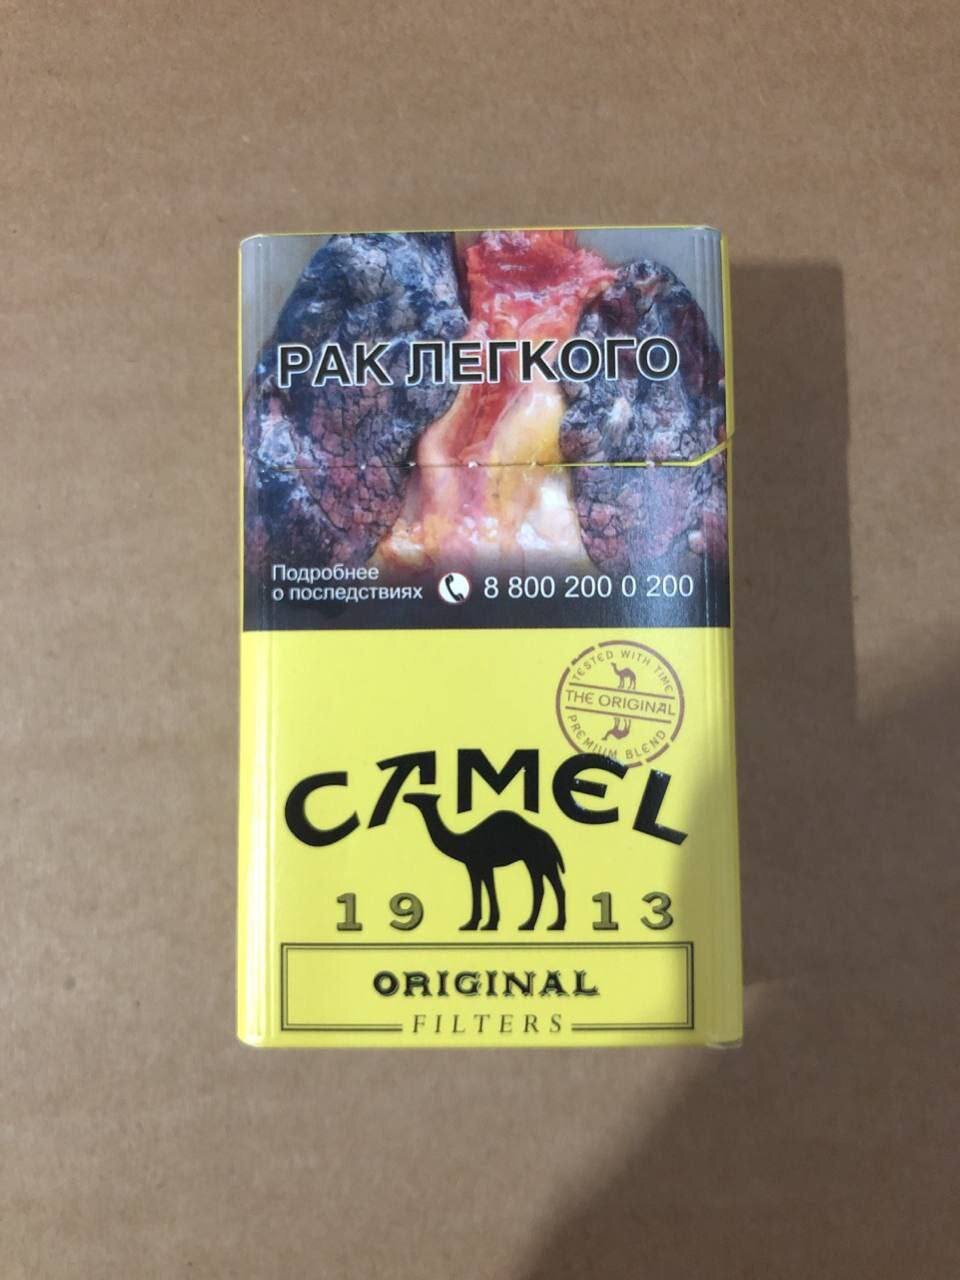 РАК ЛЕГКОГО
Подробнее
о последствиях
8 800 200 0 200
TESTED WITH TIME
THE ORIGINAL
PREMIUM BLEND
CAMEL
19 13
ORIGINAL
FILTERS